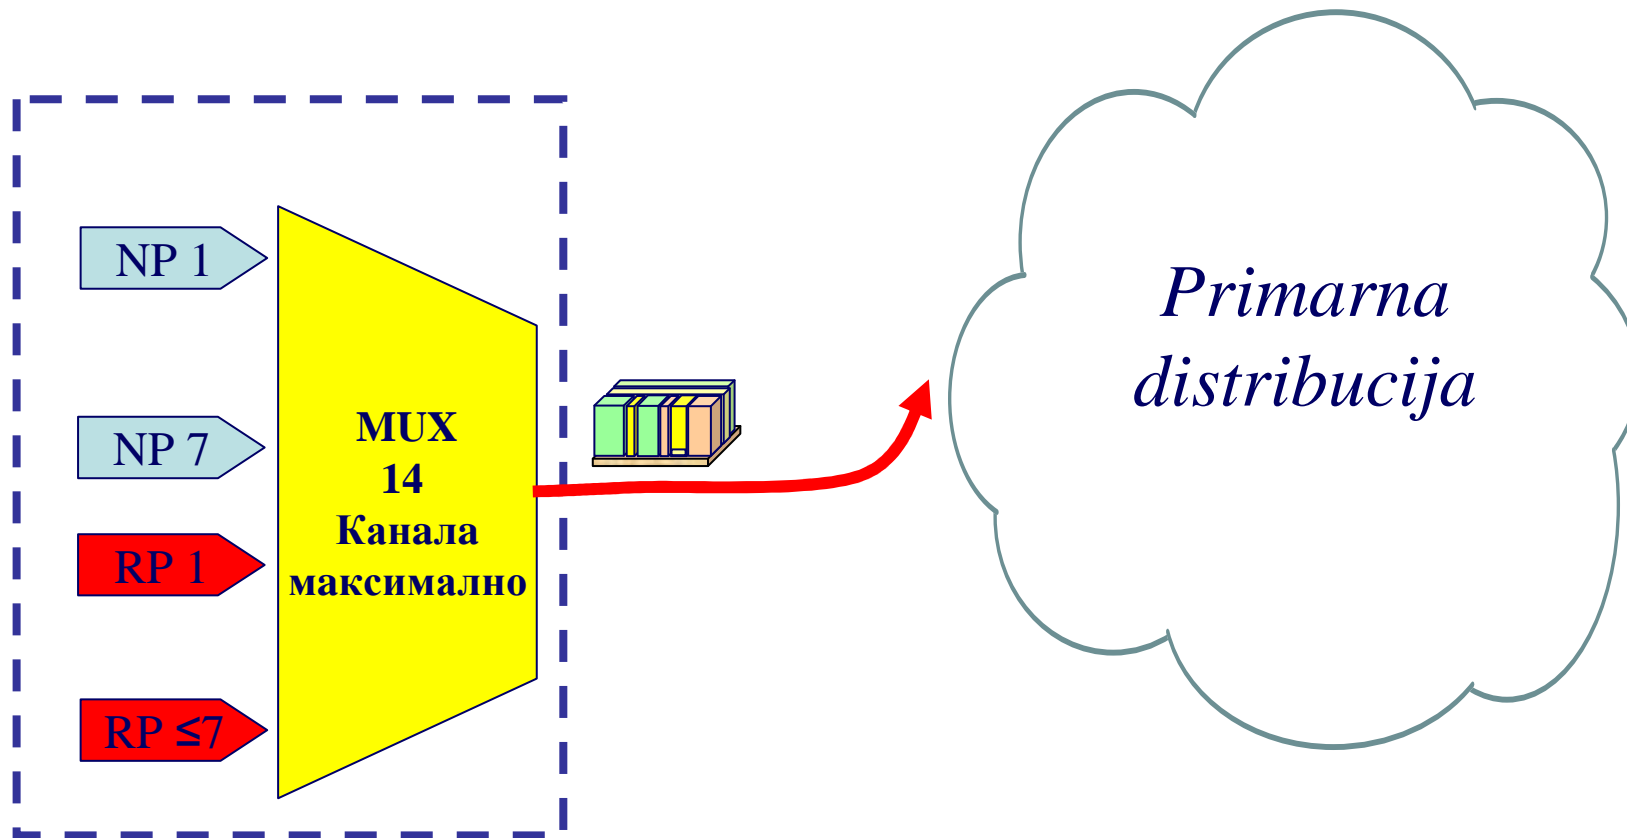 NP 1
NP 7
RP 1
RP ≤7
MUX
14
Канала
максимално
Primarna
distribucija